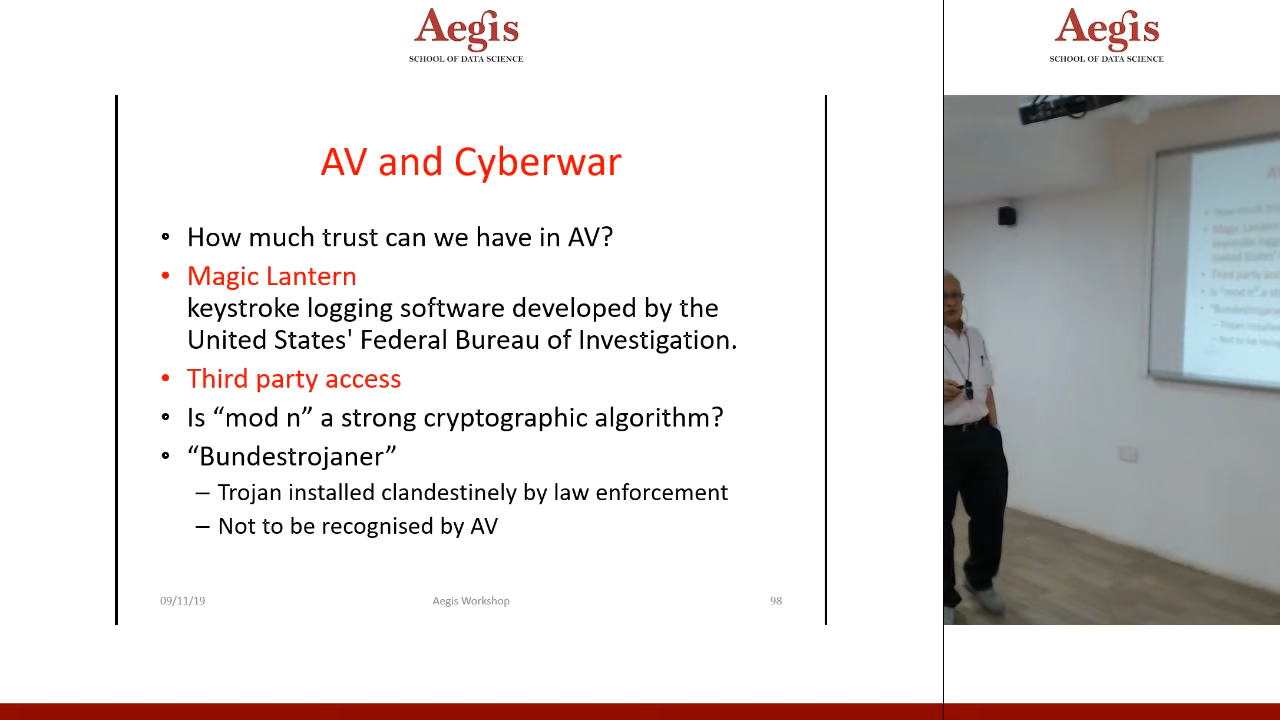 Aegis
SCHOOL OF DATA SCIENCE
Aegis
SCHOOL OF DATA SCIENCE
AV and Cyberwar
• How much trust can we have in AV?
• Magic Lantern
keystroke logging software developed by the
United States' Federal Bureau of Investigation.
• Third party access
• Is “mod n” a strong cryptographic algorithm?
• “Bundestrojaner”
– Trojan installed clandestinely by law enforcement
– Not to be recognised by AV
09/11/19 Aegis Workshop 98